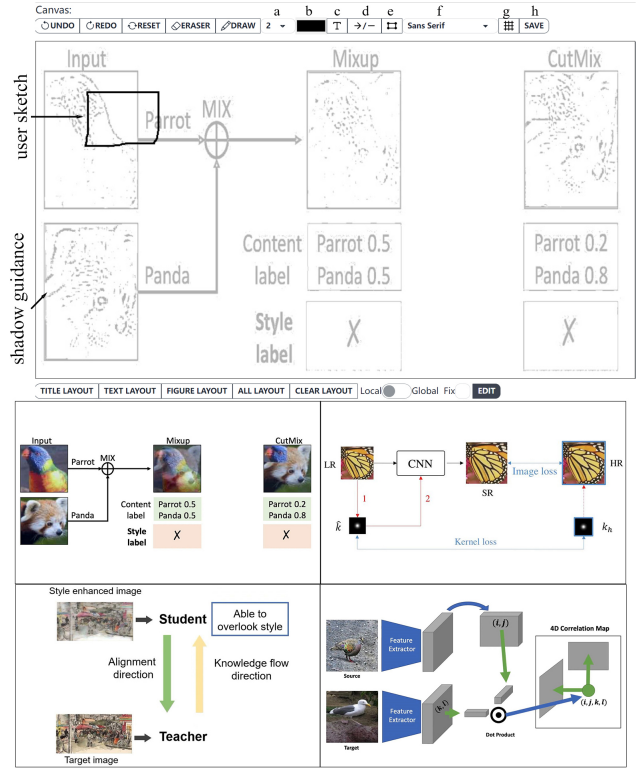 Canvas:
a b c d e f g h
UNDO REDO RESET ERASER DRAW 2 T →/− Sans Serif SAVE
user sketch
shadow guidance
Input Mixup CutMix
Parrot MIX
Panda
Content label
Parrot 0.5
Panda 0.5
Parrot 0.2
Panda 0.8
Style label
X X
TITLE LAYOUT TEXT LAYOUT FIGURE LAYOUT ALL LAYOUT CLEAR LAYOUT Local Global Fix EDIT
Input Mixup CutMix
Parrot MIX
Panda
Content label
Parrot 0.5
Panda 0.5
Parrot 0.2
Panda 0.8
Style label
X X
LR CNN SR Image loss HR
1 2
k̂ Kernel loss k_h
Style enhanced image
Student
Able to overlook style
Alignment direction
Knowledge flow direction
Teacher
Target image
Source
Feature Extractor
(i, j)
4D Correlation Map
(i, j, k, l)
Target
Feature Extractor
(k, l)
Dot Product